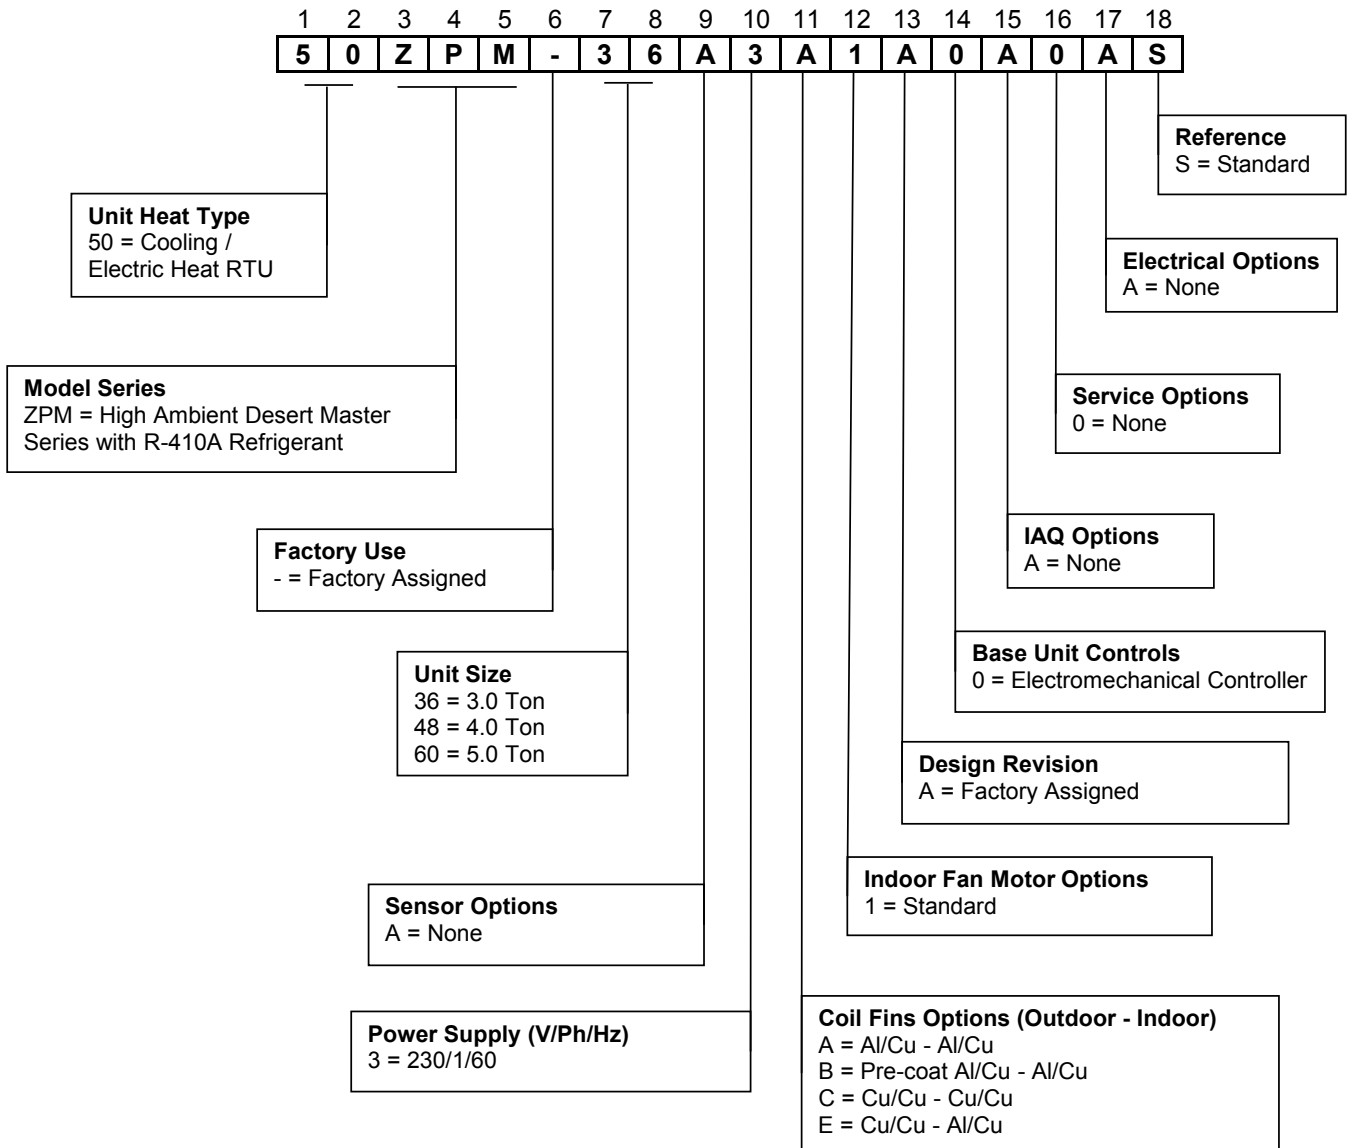 1 2 3 4 5 6 7 8 9 10 11 12 13 14 15 16 17 18
5 0 Z P M - 3 6 A 3 A 1 A 0 A 0 A S
Reference
S = Standard
Unit Heat Type
50 = Cooling /
Electric Heat RTU
Electrical Options
A = None
Model Series
ZPM = High Ambient Desert Master
Series with R-410A Refrigerant
Service Options
0 = None
Factory Use
- = Factory Assigned
IAQ Options
A = None
Unit Size
36 = 3.0 Ton
48 = 4.0 Ton
60 = 5.0 Ton
Base Unit Controls
0 = Electromechanical Controller
Design Revision
A = Factory Assigned
Sensor Options
A = None
Indoor Fan Motor Options
1 = Standard
Power Supply (V/Ph/Hz)
3 = 230/1/60
Coil Fins Options (Outdoor - Indoor)
A = Al/Cu - Al/Cu
B = Pre-coat Al/Cu - Al/Cu
C = Cu/Cu - Cu/Cu
E = Cu/Cu - Al/Cu